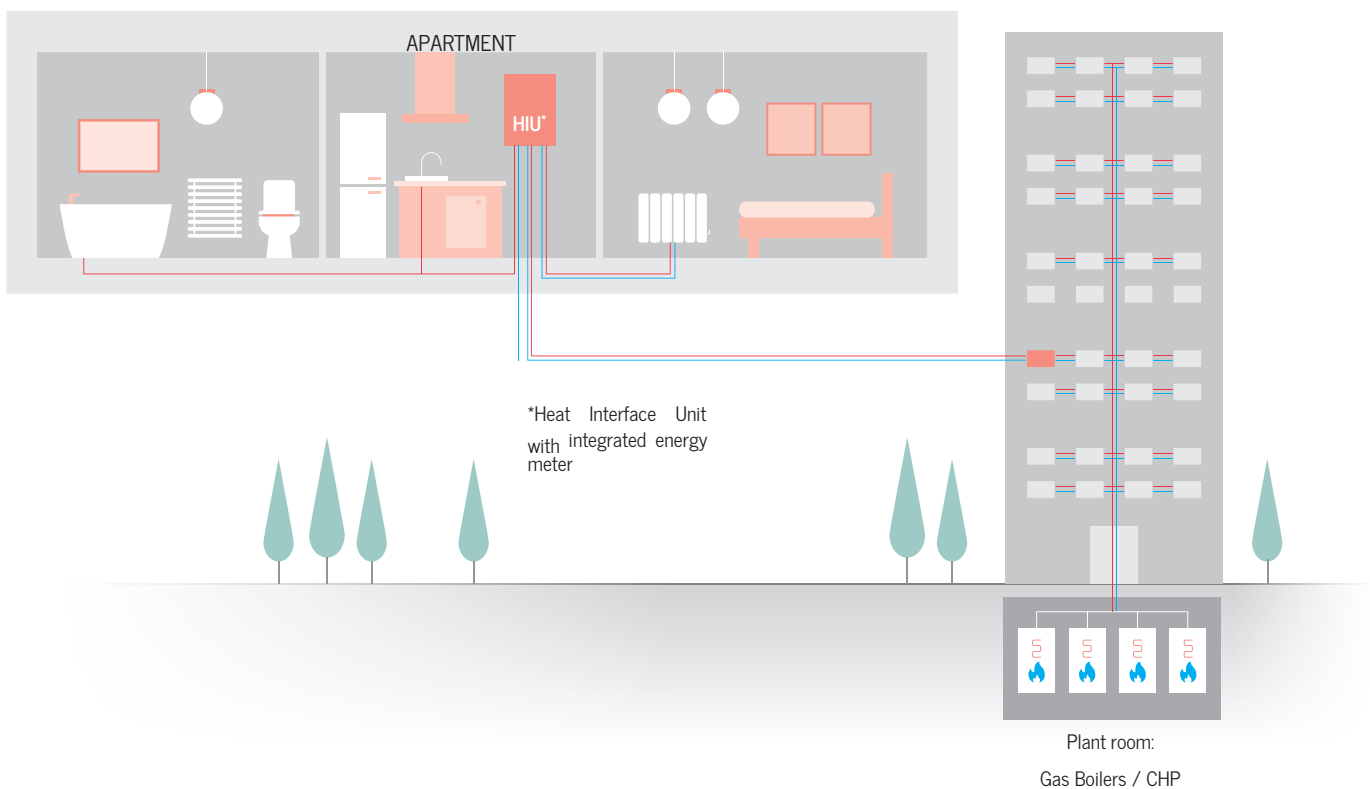 APARTMENT
HIU*
*Heat Interface Unit
with integrated energy
meter
Plant room:
Gas Boilers / CHP